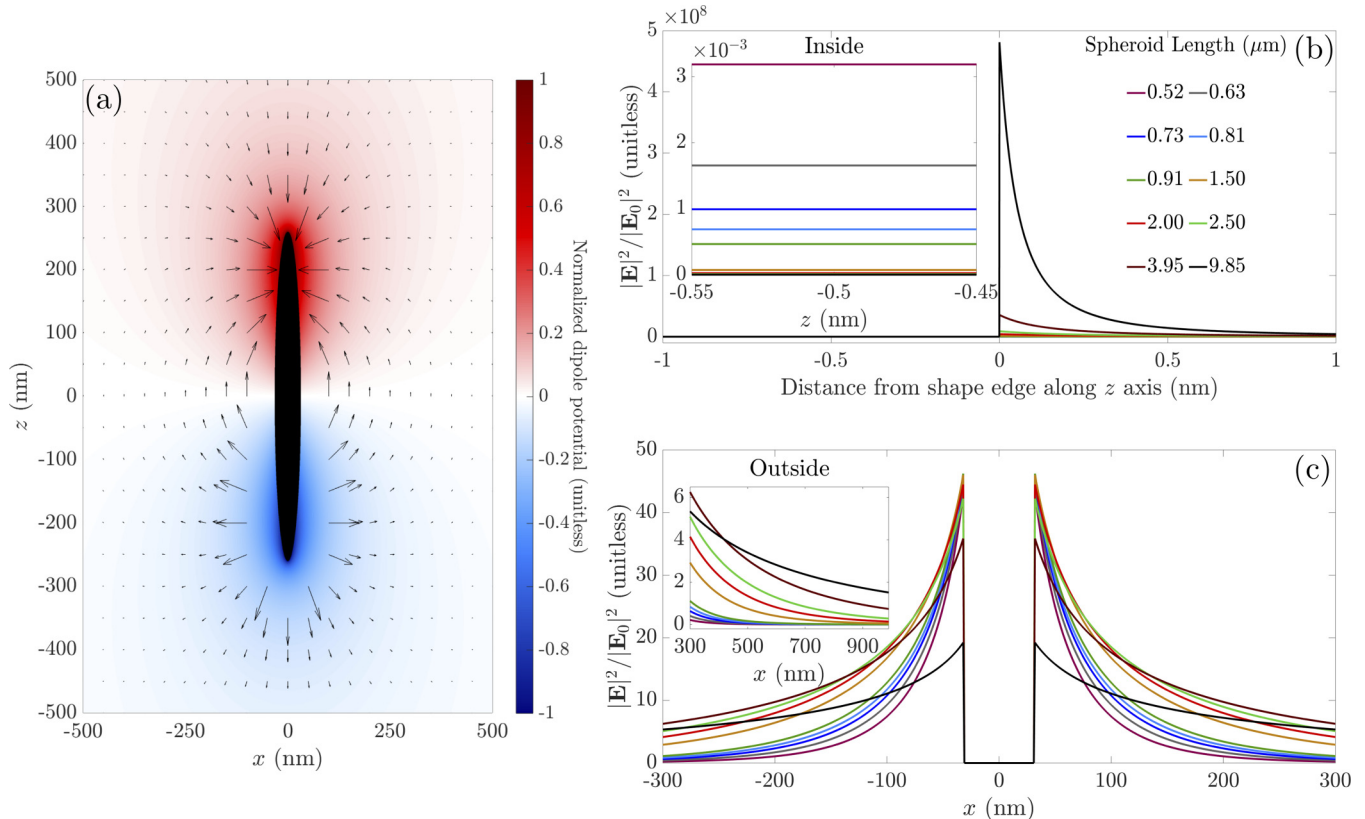 (a)
500
400
300
200
100
0
-100
-200
-300
-400
-500
z (nm)
-500 -250 0 250 500
x (nm)
1
0.8
0.6
0.4
0.2
0
-0.2
-0.4
-0.6
-0.8
-1
Normalized dipole potential (unitless)
×10⁸
(b)
5
4
3
2
1
0
|E|²/|E₀|² (unitless)
×10⁻³
Inside
3
2
1
0
-0.55 -0.5 -0.45
z (nm)
Spheroid Length (μm)
0.52 0.63
0.73 0.81
0.91 1.50
2.00 2.50
3.95 9.85
-1 -0.5 0 0.5 1
Distance from shape edge along z axis (nm)
(c)
50
40
30
20
10
0
|E|²/|E₀|² (unitless)
Outside
6
4
2
0
300 500 700 900
x (nm)
-300 -200 -100 0 100 200 300
x (nm)